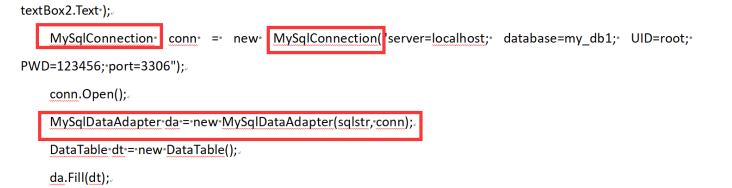 textBox2.Text );
MySqlConnection conn = new MySqlConnection("server=localhost; database=my_db1; UID=root;
PWD=123456; port=3306");
conn.Open();
MySqlDataAdapter da = new MySqlDataAdapter(sqlstr, conn);
DataTable dt = new DataTable();
da.Fill(dt);